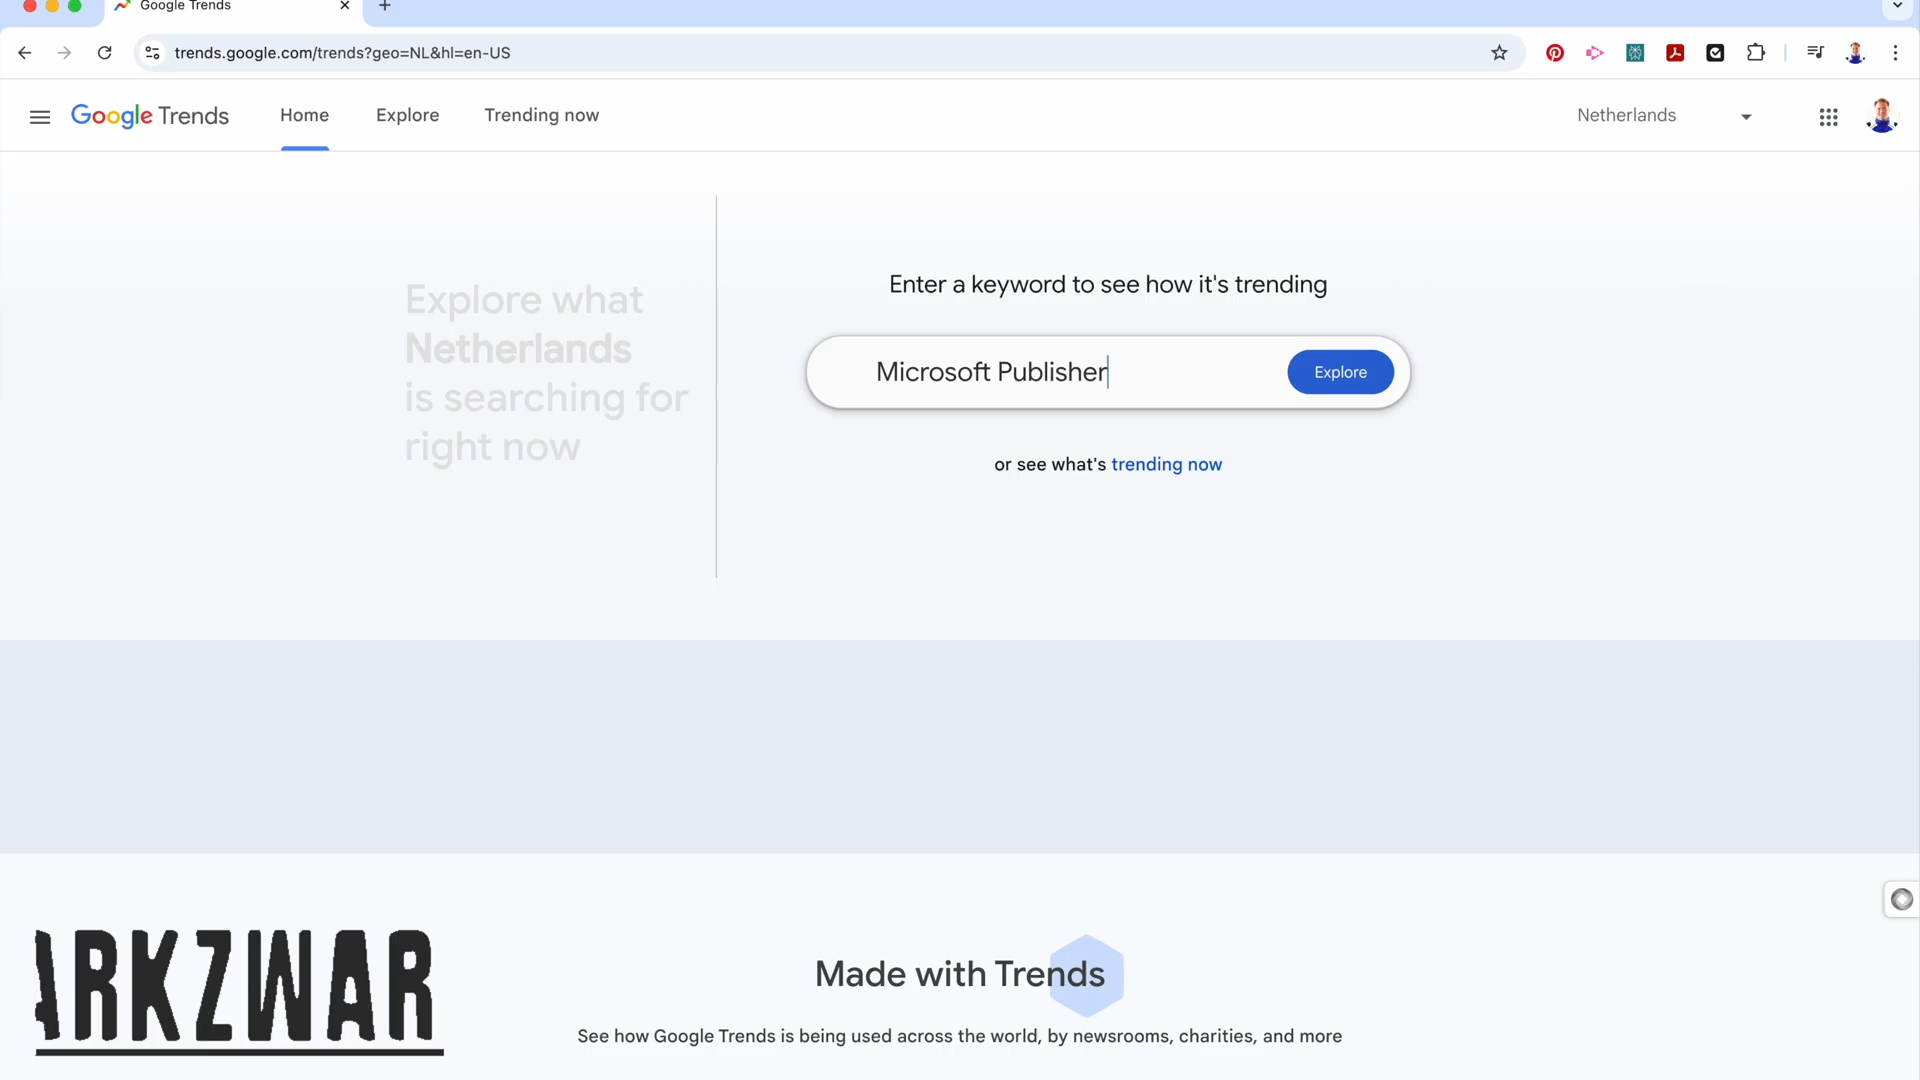 Google Trends
trends.google.com/trends?geo=NL&hl=en-US
Google Trends
Home
Explore
Trending now
Netherlands
Explore what
Netherlands
is searching for
right now
Enter a keyword to see how it's trending
Microsoft Publisher
Explore
or see what's trending now
Made with Trends
See how Google Trends is being used across the world, by newsrooms, charities, and more